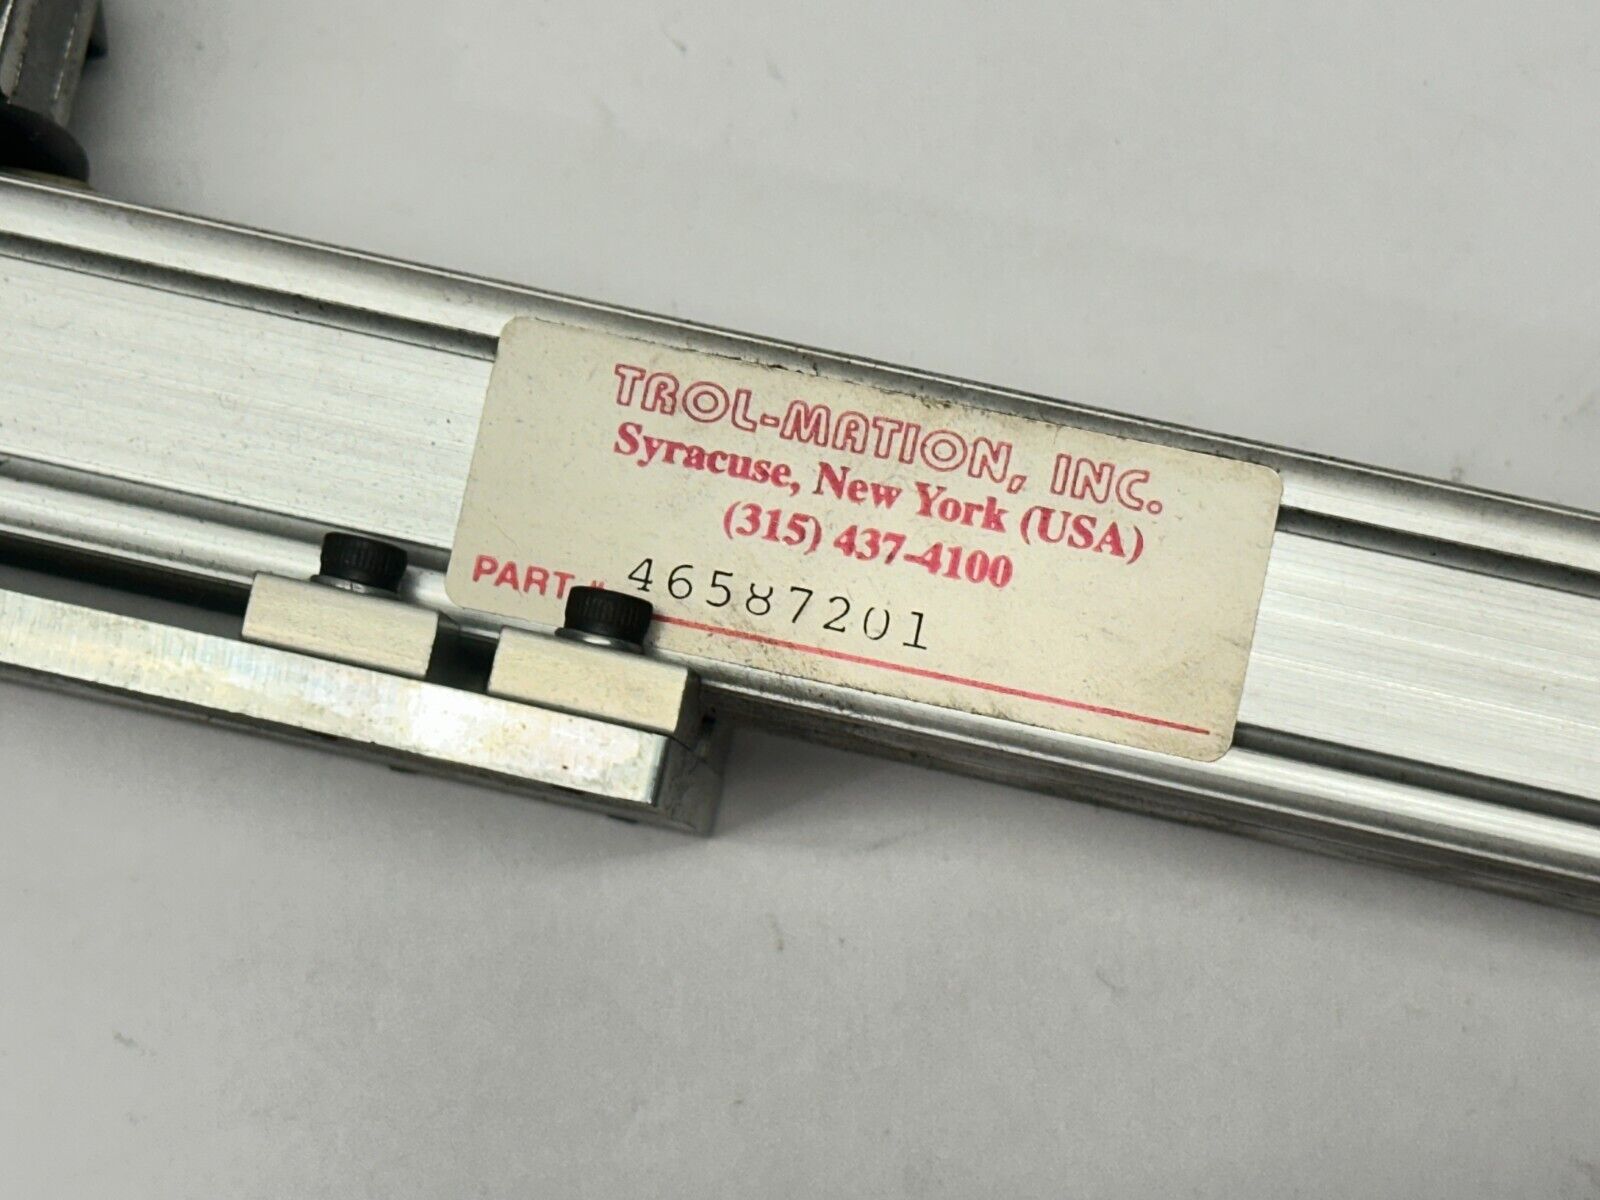 TROL-MATION, INC.
Syracuse, New York (USA)
(315) 437-4100
PART # 46587201